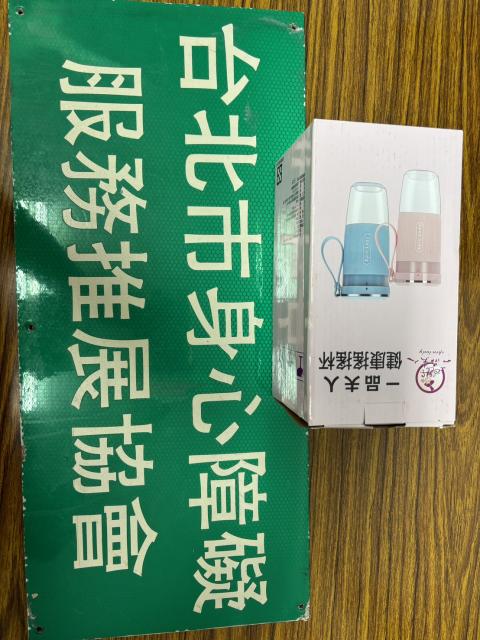 台北市身心障礙
服務推展協會
一品夫人
健康搖搖杯